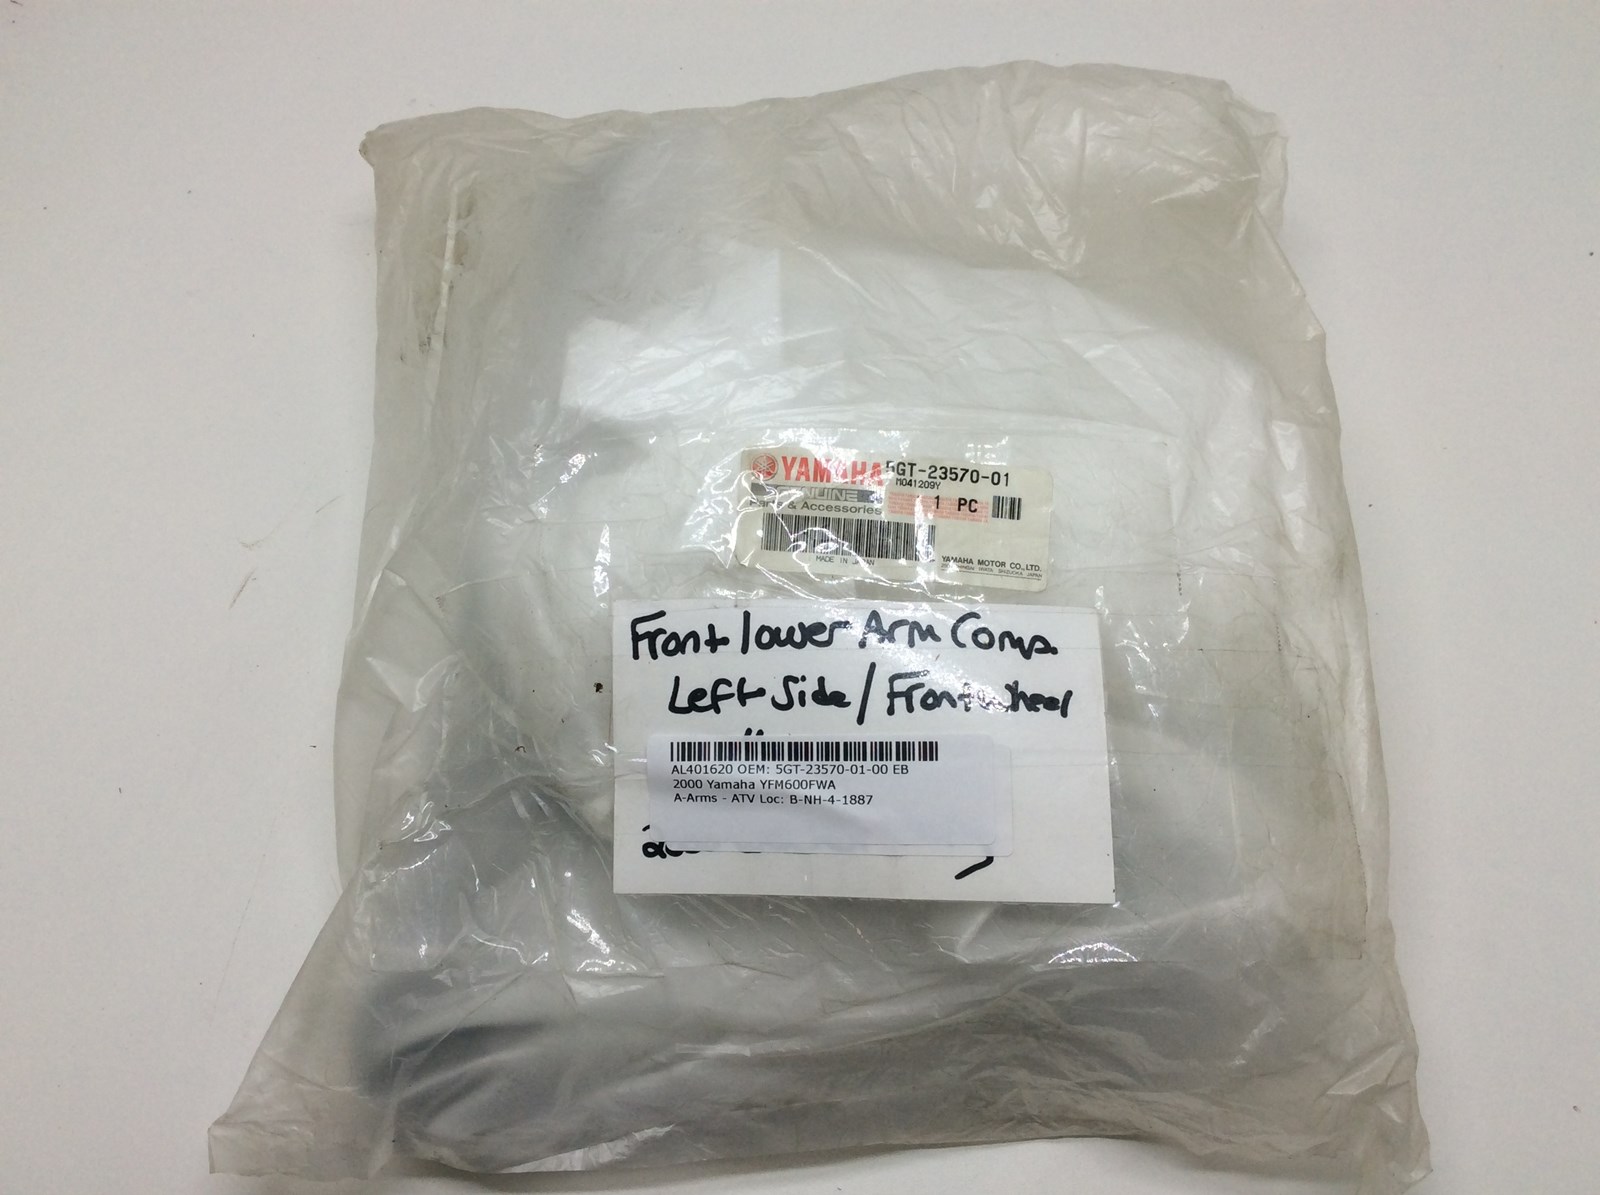 YAMAHA 5GT-23570-01
M041209Y
GENUINE
1 PC
Parts & Accessories
MADE IN JAPAN
YAMAHA MOTOR CO.,LTD.
Front lower Arm Comp.
Left Side / Front wheel
AL401620 OEM: 5GT-23570-01-00 EB
2000 Yamaha YFM600FWA
A-Arms - ATV Loc: B-NH-4-1887